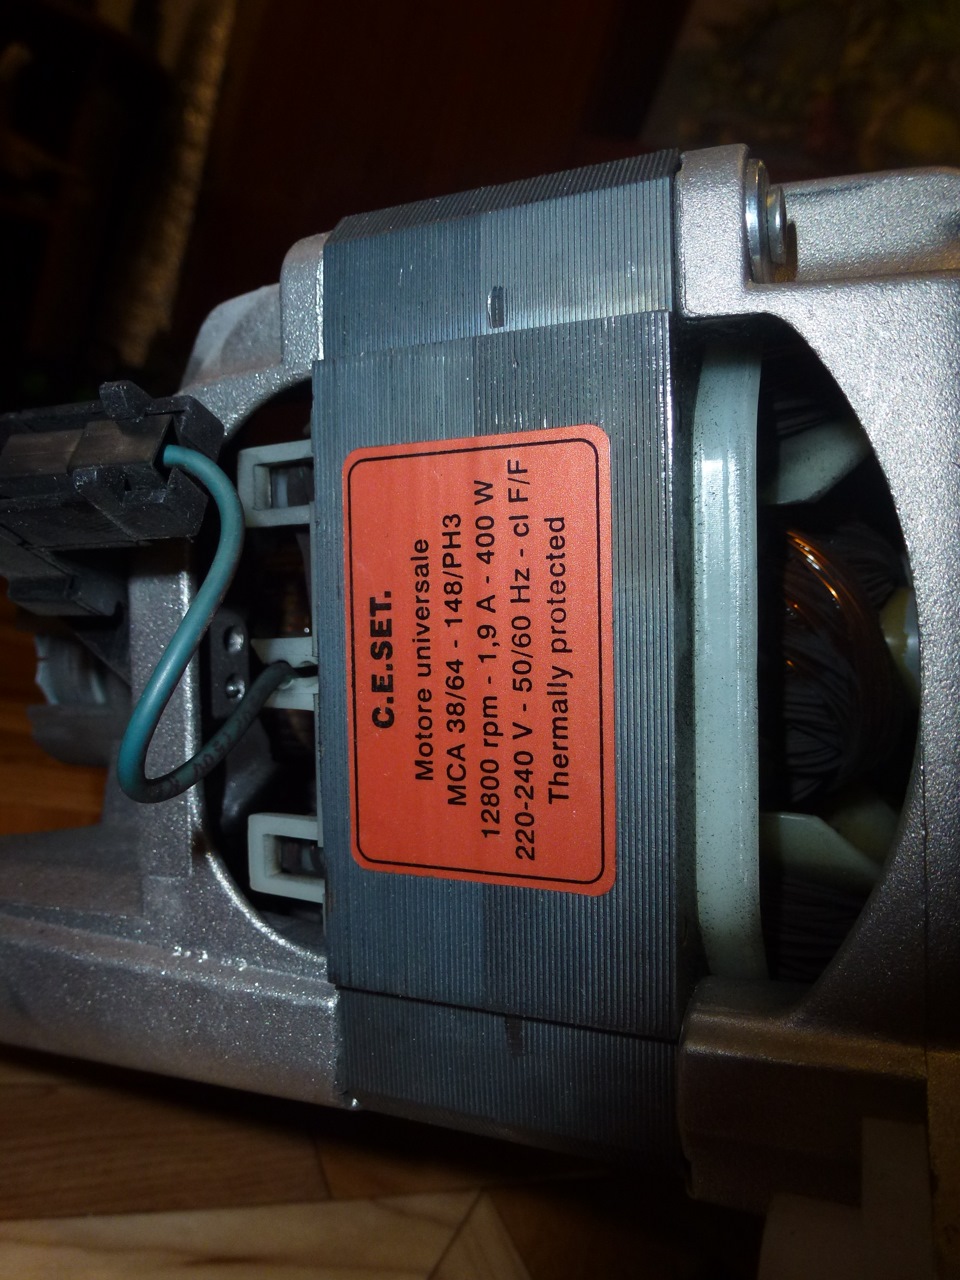 C.E.SET.
Motore universale
MCA 38/64 - 148/PH3
12800 rpm - 1,9 A - 400 W
220-240 V - 50/60 Hz - cl F/F
Thermally protected